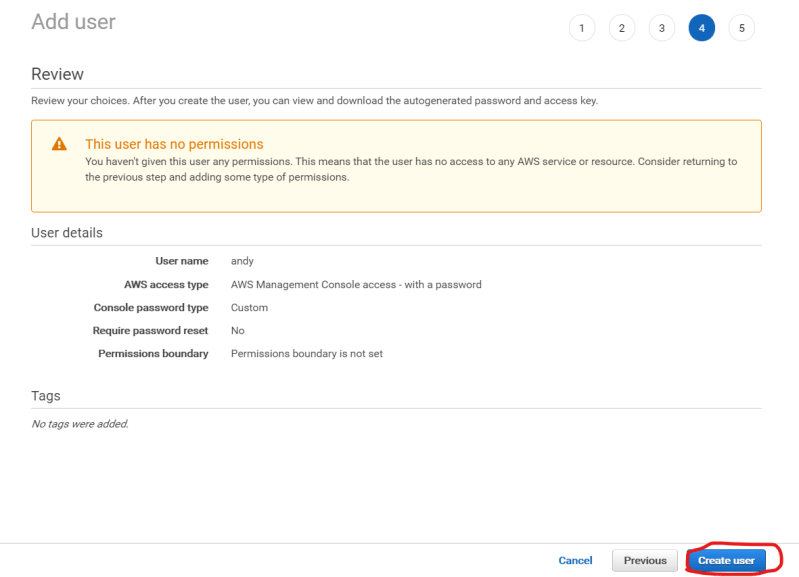 Add user
1 2 3 4 5
Review
Review your choices. After you create the user, you can view and download the autogenerated password and access key.
This user has no permissions
You haven't given this user any permissions. This means that the user has no access to any AWS service or resource. Consider returning to
the previous step and adding some type of permissions.
User details
User name andy
AWS access type AWS Management Console access - with a password
Console password type Custom
Require password reset No
Permissions boundary Permissions boundary is not set
Tags
No tags were added.
Cancel Previous Create user